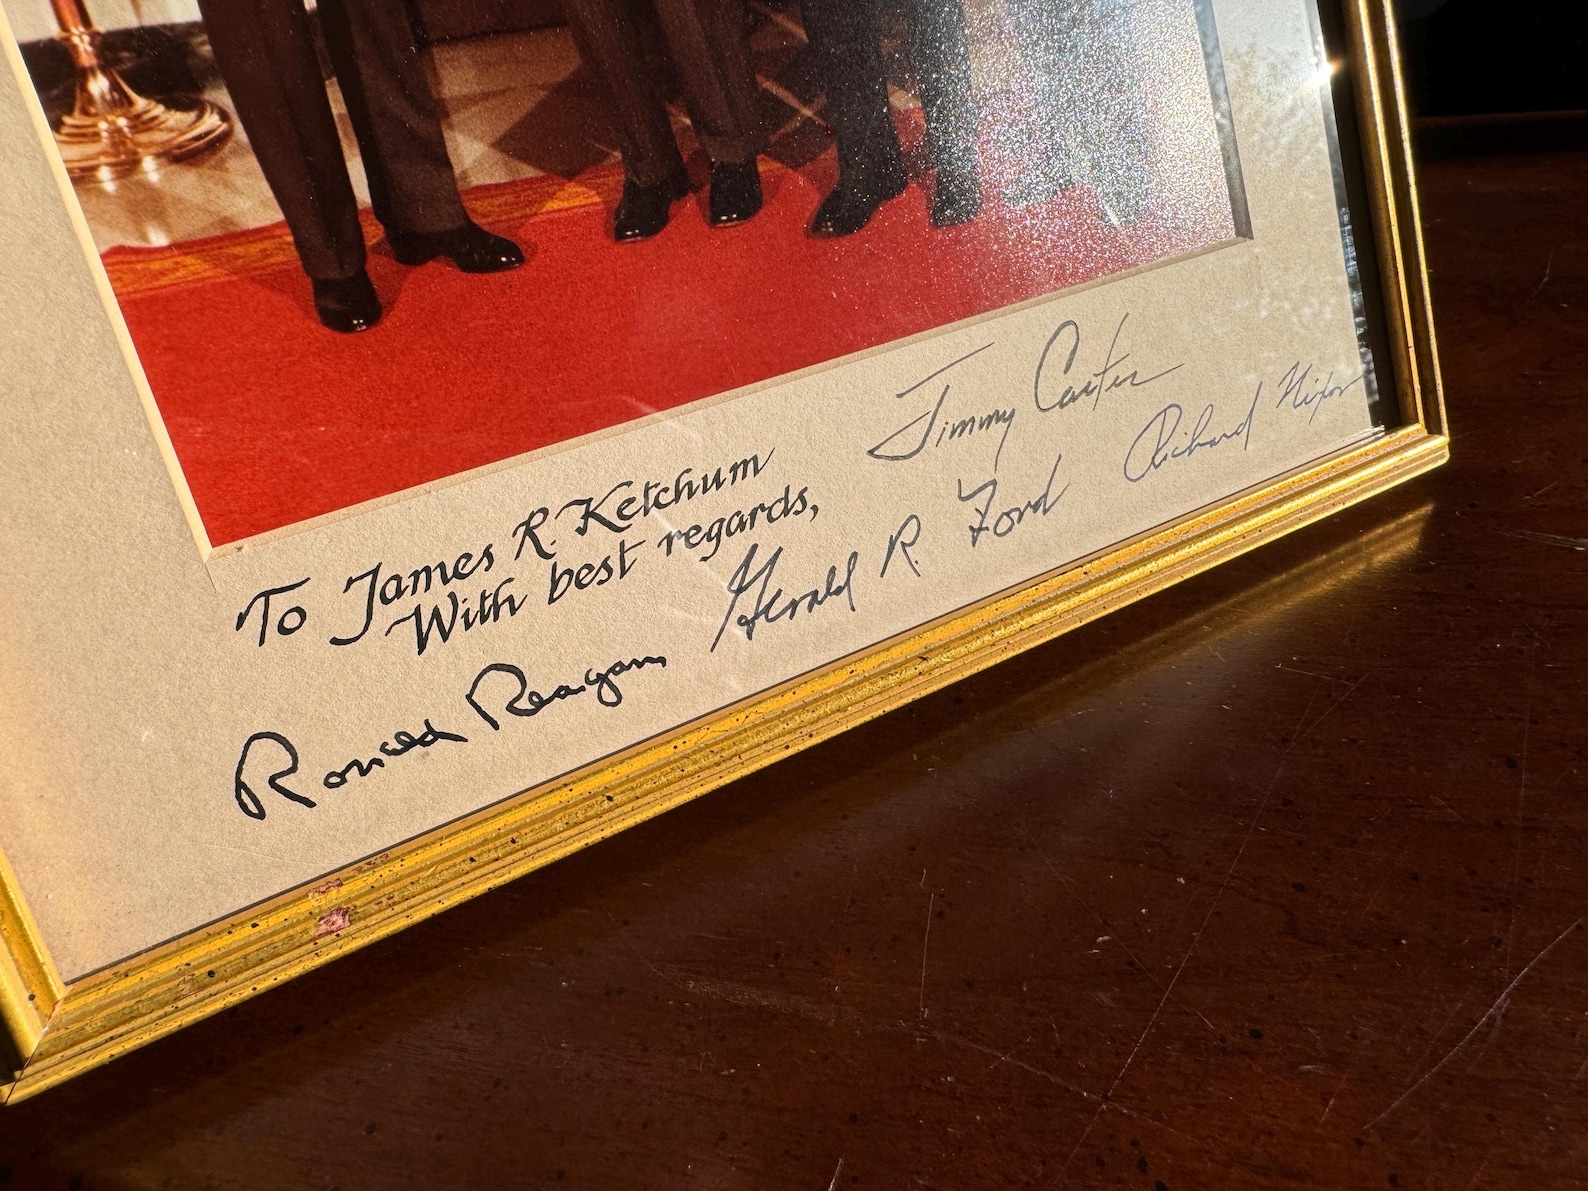 To James R. Ketchum
With best regards,
Jimmy Carter
Ronald Reagan
Gerald R. Ford
Richard Nixon